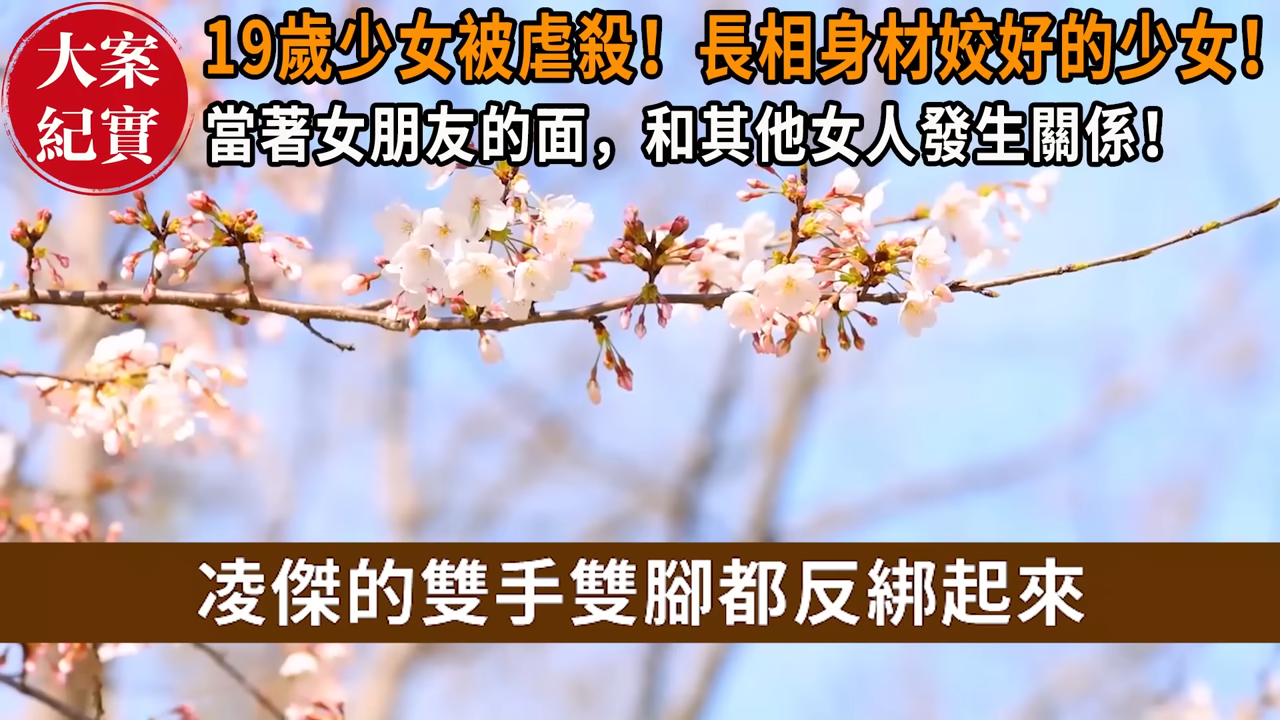 大案
紀實
19歲少女被虐殺！長相身材姣好的少女！
當著女朋友的面，和其他女人發生關係！
凌傑的雙手雙腳都反綁起來